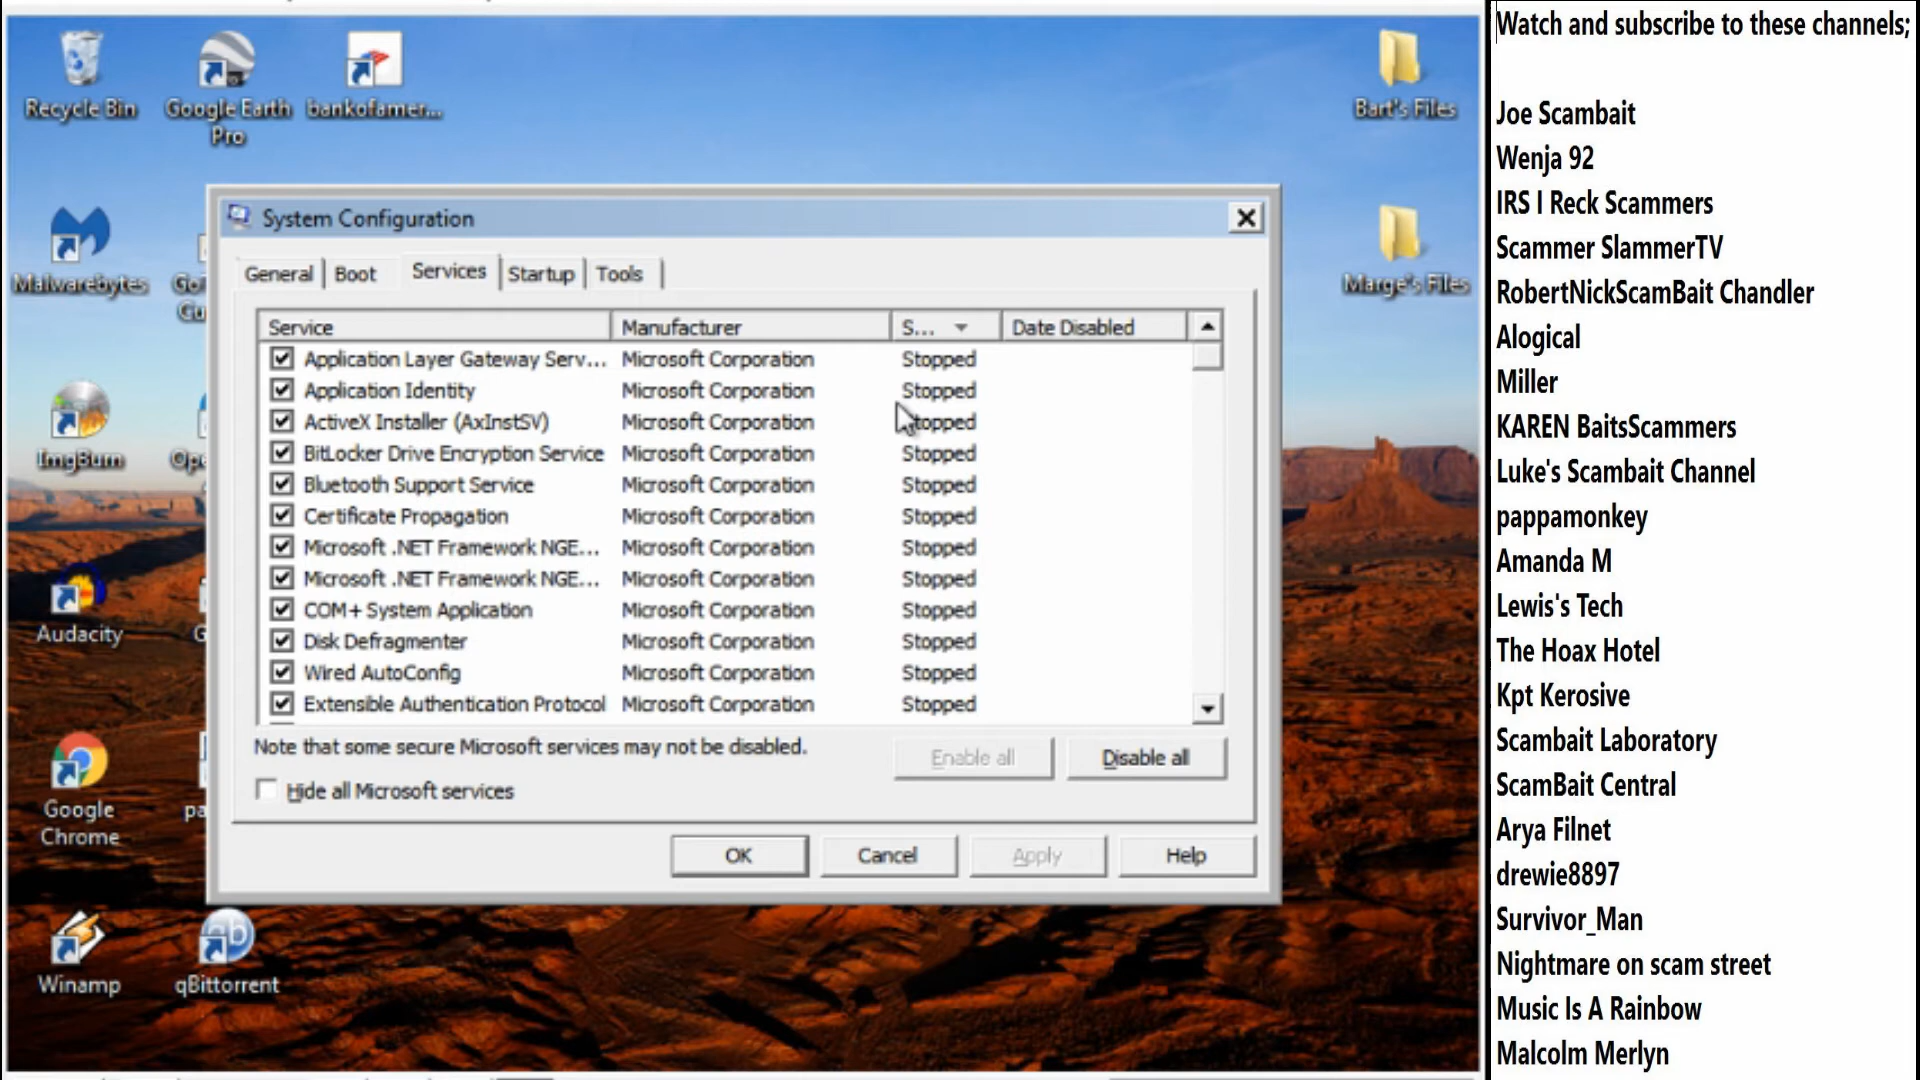 Recycle Bin
Google Earth
Pro
bankofamer...
Bart's Files
Malwarebytes
Marge's Files
ImgBurn
Audacity
Google
Chrome
Winamp
qBittorrent
System Configuration
General
Boot
Services
Startup
Tools
Service Manufacturer S... Date Disabled
Application Layer Gateway Serv... Microsoft Corporation Stopped
Application Identity Microsoft Corporation Stopped
ActiveX Installer (AxInstSV) Microsoft Corporation Stopped
BitLocker Drive Encryption Service Microsoft Corporation Stopped
Bluetooth Support Service Microsoft Corporation Stopped
Certificate Propagation Microsoft Corporation Stopped
Microsoft .NET Framework NGE... Microsoft Corporation Stopped
Microsoft .NET Framework NGE... Microsoft Corporation Stopped
COM+ System Application Microsoft Corporation Stopped
Disk Defragmenter Microsoft Corporation Stopped
Wired AutoConfig Microsoft Corporation Stopped
Extensible Authentication Protocol Microsoft Corporation Stopped
Note that some secure Microsoft services may not be disabled.
Enable all
Disable all
Hide all Microsoft services
OK
Cancel
Apply
Help
Watch and subscribe to these channels;
Joe Scambait
Wenja 92
IRS I Reck Scammers
Scammer SlammerTV
RobertNickScamBait Chandler
Alogical
Miller
KAREN BaitsScammers
Luke's Scambait Channel
pappamonkey
Amanda M
Lewis's Tech
The Hoax Hotel
Kpt Kerosive
Scambait Laboratory
ScamBait Central
Arya Filnet
drewie8897
Survivor_Man
Nightmare on scam street
Music Is A Rainbow
Malcolm Merlyn